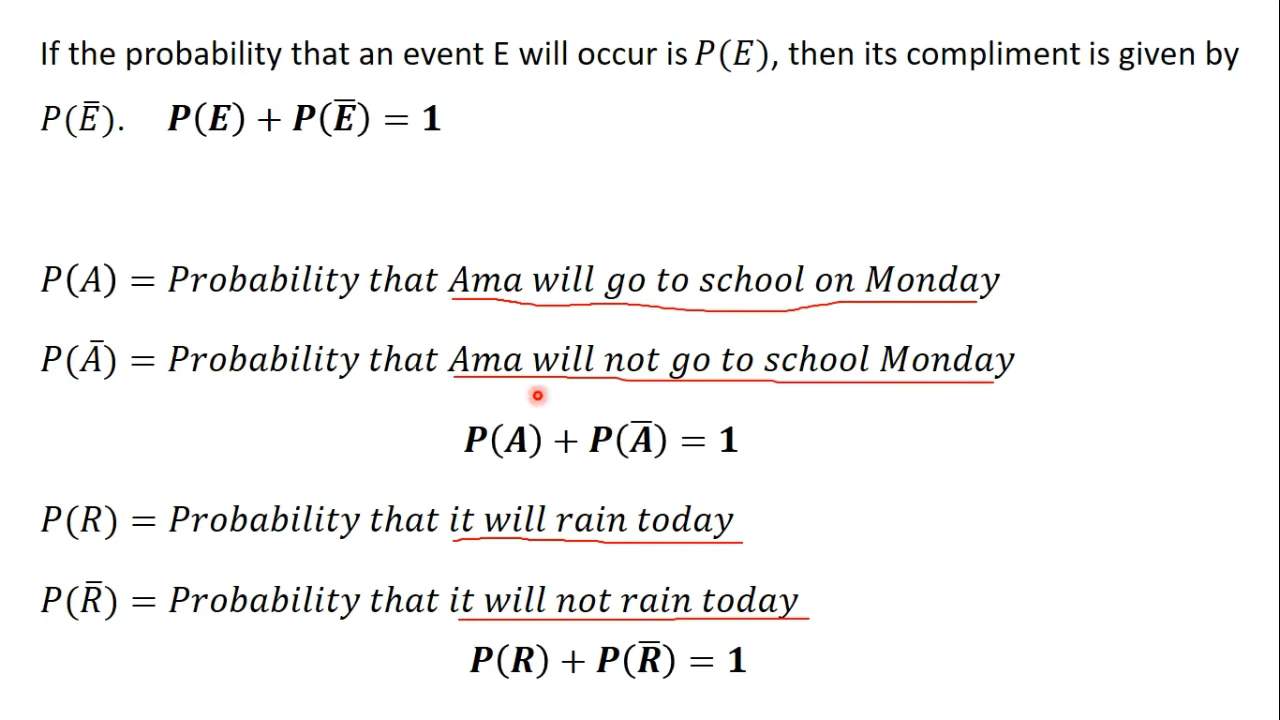 If the probability that an event E will occur is P(E), then its compliment is given by
P(Ē). P(E) + P(Ē) = 1
P(A) = Probability that Ama will go to school on Monday
P(Ā) = Probability that Ama will not go to school Monday
P(A) + P(Ā) = 1
P(R) = Probability that it will rain today
P(R̄) = Probability that it will not rain today
P(R) + P(R̄) = 1